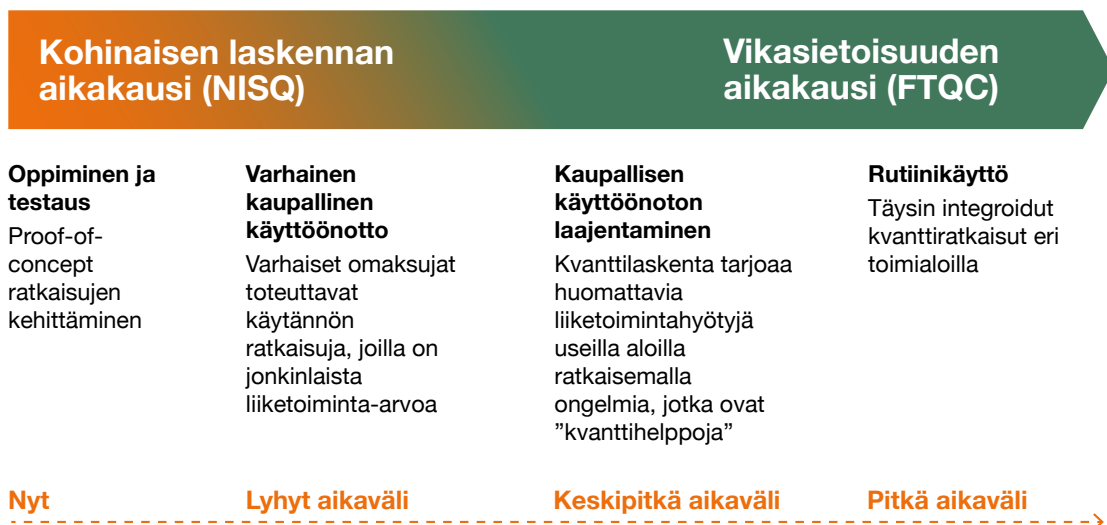 Kohinaisen laskennan
aikakausi (NISQ)
Vikasietoisuuden
aikakausi (FTQC)
Oppiminen ja
testaus
Proof-of-
concept
ratkaisujen
kehittäminen
Varhainen
kaupallinen
käyttöönotto
Varhaiset omaksujat
toteuttavat
käytännön
ratkaisuja, joilla on
jonkinlaista
liiketoiminta-arvoa
Kaupallisen
käyttöönoton
laajentaminen
Kvanttilaskenta tarjoaa
huomattavia
liiketoimintahyötyjä
useilla aloilla
ratkaisemalla
ongelmia, jotka ovat
”kvanttihelppoja”
Rutiinikäyttö
Täysin integroidut
kvanttiratkaisut eri
toimialoilla
Nyt
Lyhyt aikaväli
Keskipitkä aikaväli
Pitkä aikaväli